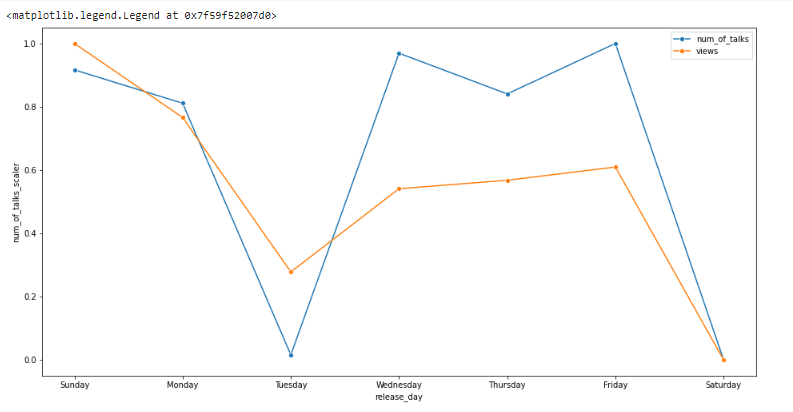 <matplotlib.legend.Legend at 0x7f59f52007d0>
num_of_talks
views
1.0
0.8
0.6
0.4
0.2
0.0
num_of_talks_scaler
Sunday Monday Tuesday Wednesday Thursday Friday Saturday
release_day